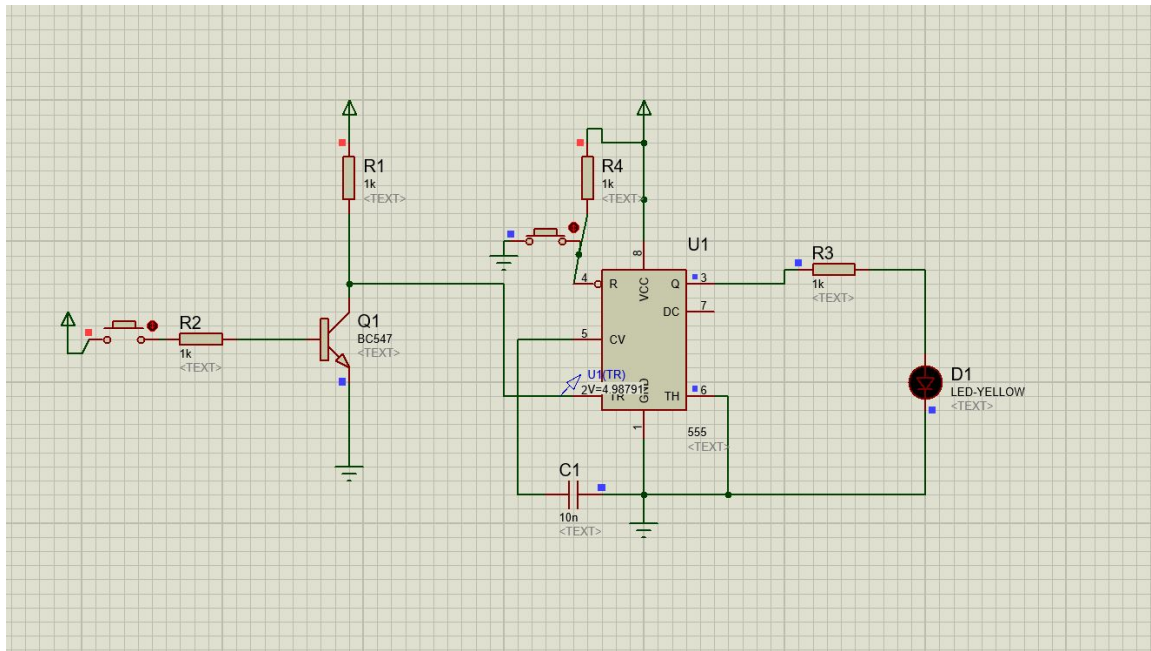 R1
1k
<TEXT>
R4
1k
<TEXT>
U1
8
VCC
4
R
Q
3
R3
1k
<TEXT>
DC
7
R2
1k
<TEXT>
Q1
BC547
<TEXT>
5
CV
U1(TR)
2
V=4.98791
TR
GND
TH
6
D1
LED-YELLOW
<TEXT>
1
555
<TEXT>
C1
10n
<TEXT>